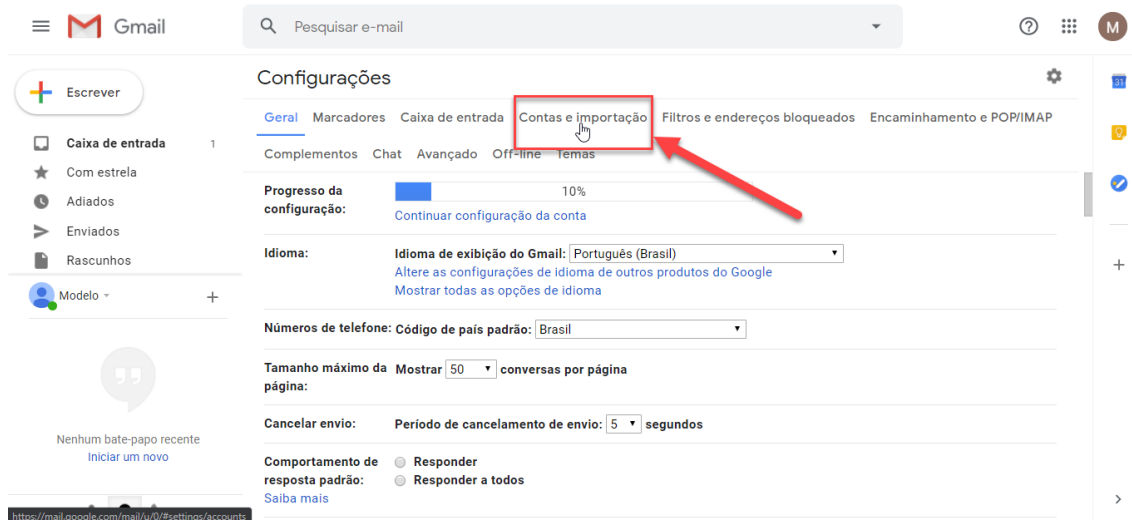 Gmail
Pesquisar e-mail
M
Escrever
Caixa de entrada 1
Com estrela
Adiados
Enviados
Rascunhos
Modelo
Nenhum bate-papo recente
Iniciar um novo
https://mail.google.com/mail/u/0/#settings/accounts
Configurações
Geral Marcadores Caixa de entrada Contas e importação Filtros e endereços bloqueados Encaminhamento e POP/IMAP
Complementos Chat Avançado Off-line Temas
Progresso da
configuração:
10%
Continuar configuração da conta
Idioma:
Idioma de exibição do Gmail: Português (Brasil)
Altere as configurações de idioma de outros produtos do Google
Mostrar todas as opções de idioma
Números de telefone: Código de país padrão: Brasil
Tamanho máximo da
página:
Mostrar 50 conversas por página
Cancelar envio: Período de cancelamento de envio: 5 segundos
Comportamento de
resposta padrão:
Saiba mais
Responder
Responder a todos
31